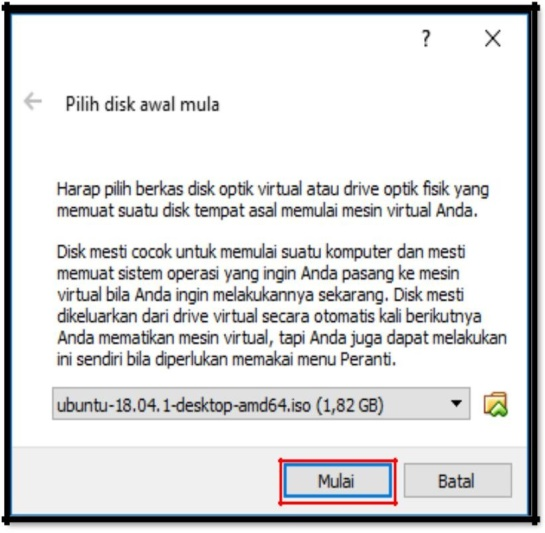 ?
Pilih disk awal mula
Harap pilih berkas disk optik virtual atau drive optik fisik yang
memuat suatu disk tempat asal memulai mesin virtual Anda.
Disk mesti cocok untuk memulai suatu komputer dan mesti
memuat sistem operasi yang ingin Anda pasang ke mesin
virtual bila Anda ingin melakukannya sekarang. Disk mesti
dikeluarkan dari drive virtual secara otomatis kali berikutnya
Anda mematikan mesin virtual, tapi Anda juga dapat melakukan
ini sendiri bila diperlukan memakai menu Peranti.
ubuntu-18.04.1-desktop-amd64.iso (1,82 GB)
Mulai
Batal